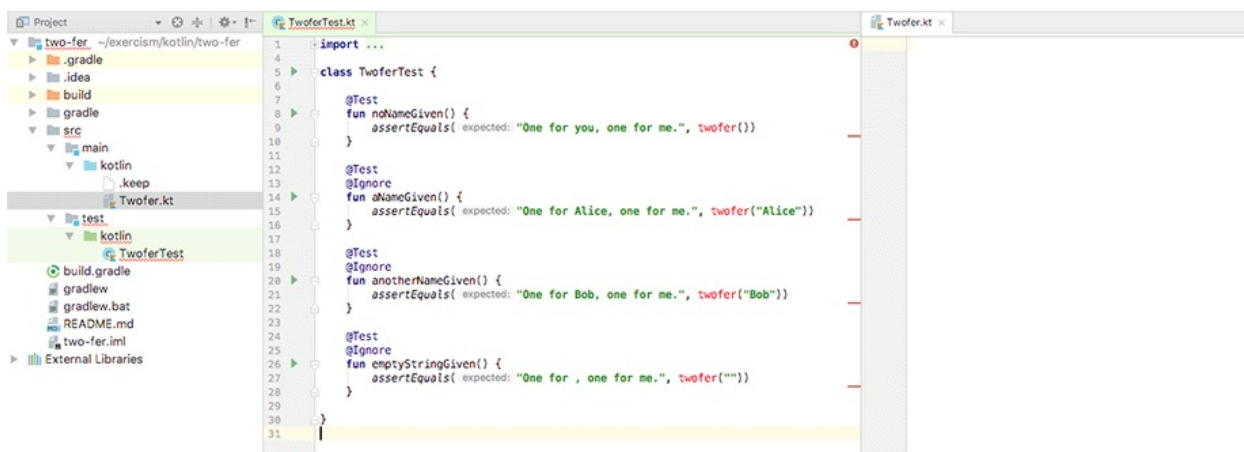 Project
two-fer ~/exercism/kotlin/two-fer
.gradle
.idea
build
gradle
src
main
kotlin
.keep
Twofer.kt
test
kotlin
TwoferTest
build.gradle
gradlew
gradlew.bat
README.md
two-fer.iml
External Libraries
TwoferTest.kt
1 import ...
4
5 class TwoferTest {
6
7 @Test
8 fun noNameGiven() {
9 assertEquals( expected: "One for you, one for me.", twofer())
10 }
11
12 @Test
13 @Ignore
14 fun aNameGiven() {
15 assertEquals( expected: "One for Alice, one for me.", twofer("Alice"))
16 }
17
18 @Test
19 @Ignore
20 fun anotherNameGiven() {
21 assertEquals( expected: "One for Bob, one for me.", twofer("Bob"))
22 }
23
24 @Test
25 @Ignore
26 fun emptyStringGiven() {
27 assertEquals( expected: "One for , one for me.", twofer(""))
28 }
29
30 }
31
Twofer.kt